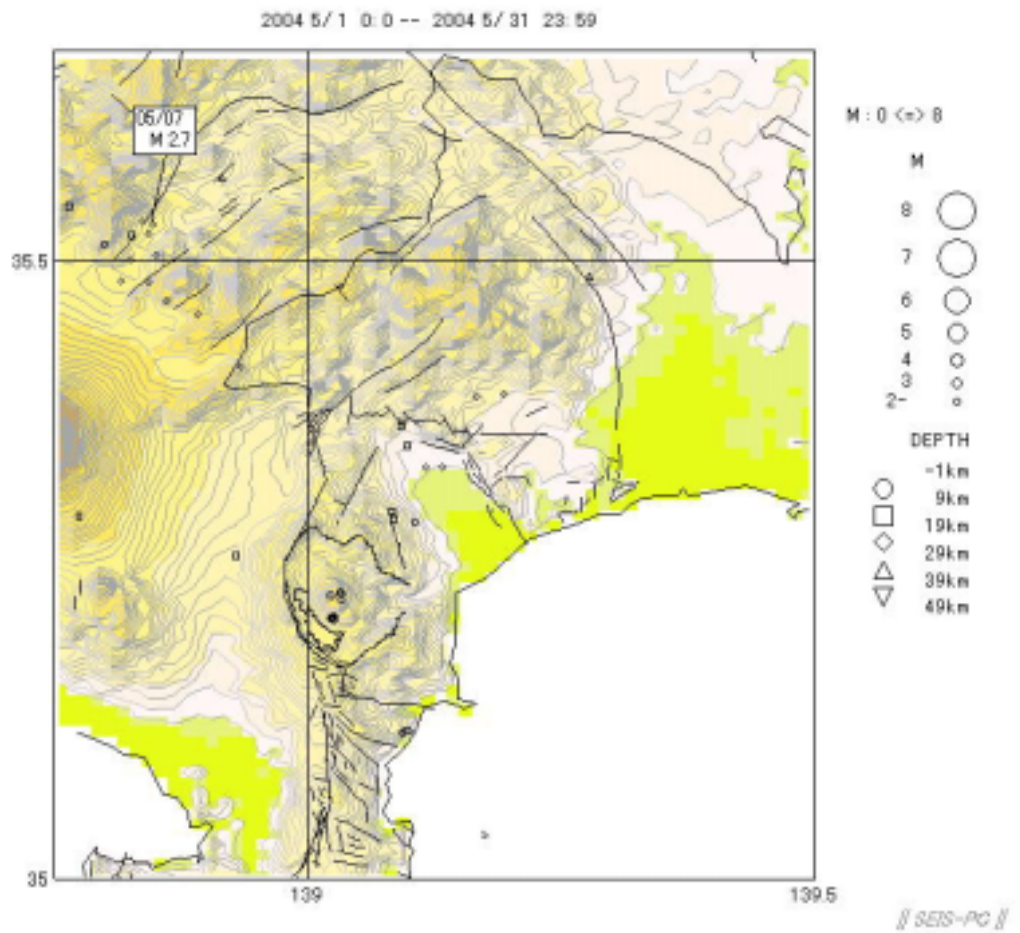 2004 5/ 1 0: 0 -- 2004 5/ 31 23: 59
05/07
M 2.7
35.5
35
139
139.5
M : 0 <=> 8
M
8
7
6
5
4
3
2-
DEPTH
-1km
9km
19km
29km
39km
49km
// SEIS-PC //